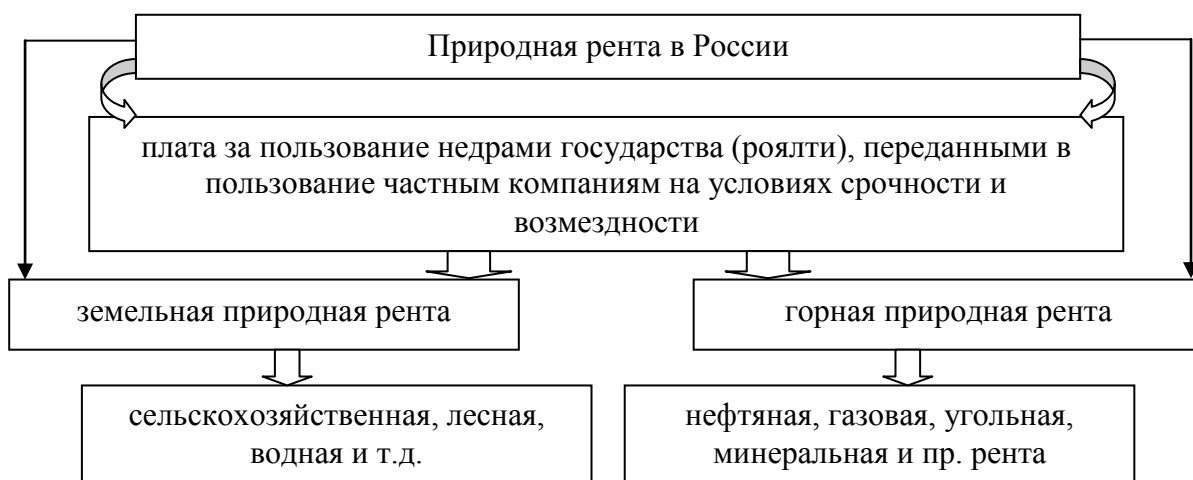 Природная рента в России
плата за пользование недрами государства (роялти), переданными в
пользование частным компаниям на условиях срочности и
возмездности
земельная природная рента
горная природная рента
сельскохозяйственная, лесная,
водная и т.д.
нефтяная, газовая, угольная,
минеральная и пр. рента